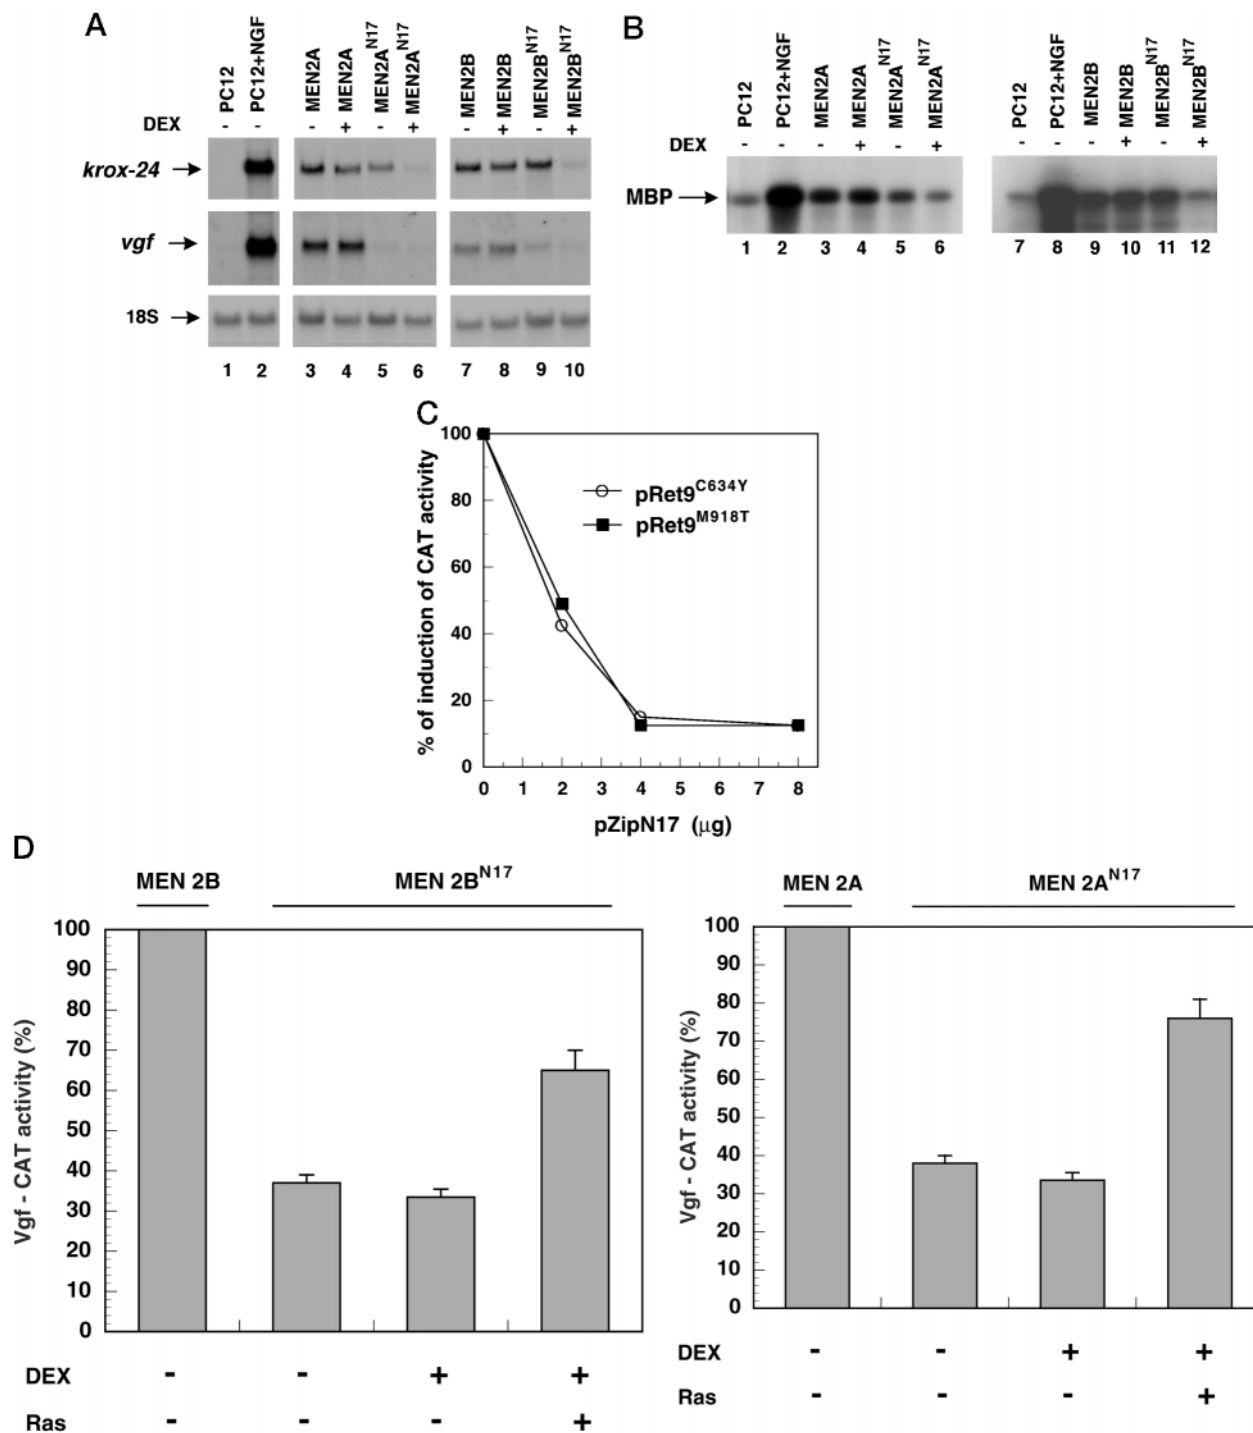 A
PC12
PC12+NGF
MEN2A
MEN2A
MEN2A^N17
MEN2A^N17
MEN2B
MEN2B
MEN2B^N17
MEN2B^N17
DEX - - - + - + - + - +
krox-24
vgf
18S
1 2 3 4 5 6 7 8 9 10
B
PC12
PC12+NGF
MEN2A
MEN2A
MEN2A^N17
MEN2A^N17
PC12
PC12+NGF
MEN2B
MEN2B
MEN2B^N17
MEN2B^N17
DEX - - - + - + - - - + - +
MBP
1 2 3 4 5 6 7 8 9 10 11 12
C
% of induction of CAT activity
100
80
60
40
20
0
pRet9^C634Y
pRet9^M918T
0 1 2 3 4 5 6 7 8
pZipN17 (μg)
D
MEN 2B MEN 2B^N17
Vgf - CAT activity (%)
100
90
80
70
60
50
40
30
20
10
0
DEX - - + +
Ras - - - +
MEN 2A MEN 2A^N17
Vgf - CAT activity (%)
100
90
80
70
60
50
40
30
20
10
0
DEX - - + +
Ras - - - +